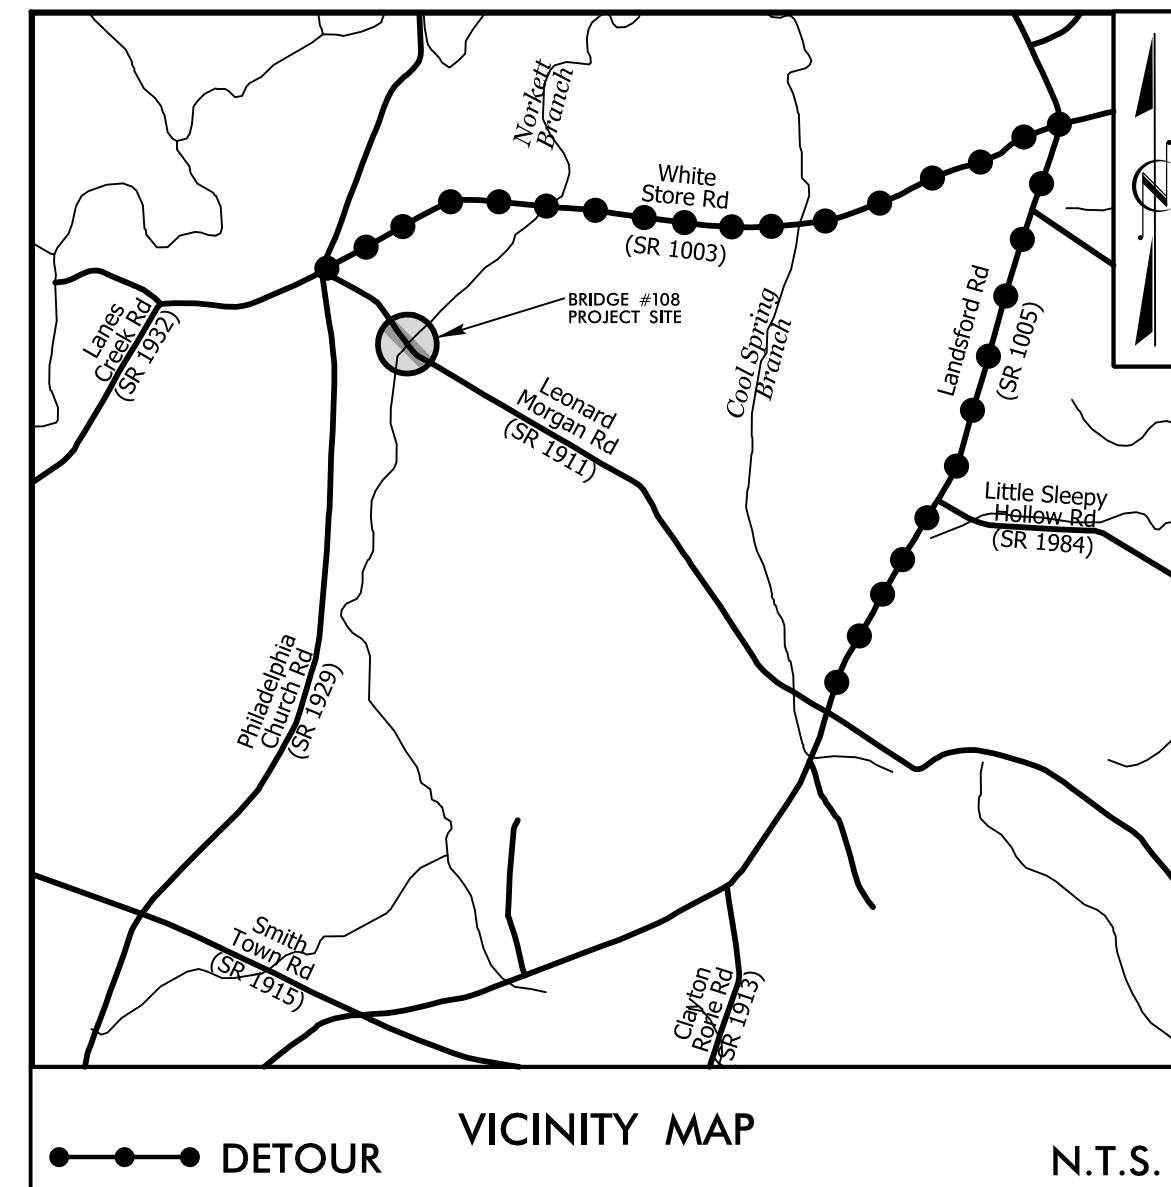 Norkett
Branch
White
Store Rd
(SR 1003)
BRIDGE #108
PROJECT SITE
Lanes
Creek Rd
(SR 1932)
Cool Spring
Branch
Landsford Rd
(SR 1005)
Leonard
Morgan Rd
(SR 1911)
Little Sleepy
Hollow Rd
(SR 1984)
Philadelphia
Church Rd
(SR 1929)
Smith
Town Rd
(SR 1915)
Clayton
Rorie Rd
(SR 1913)
VICINITY MAP
DETOUR
N.T.S.